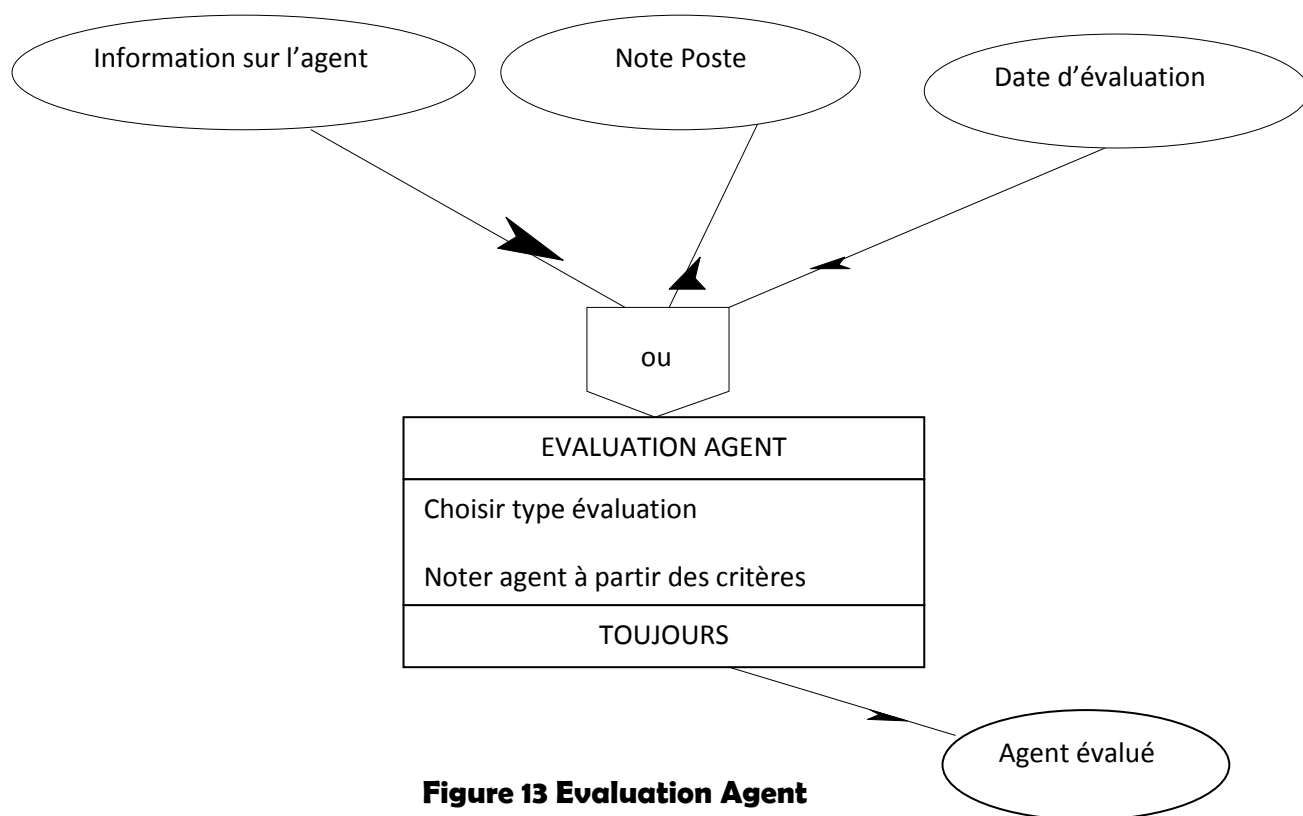 Information sur l’agent
Note Poste
Date d’évaluation
ou
EVALUATION AGENT
Choisir type évaluation
Noter agent à partir des critères
TOUJOURS
Agent évalué
Figure 13 Evaluation Agent